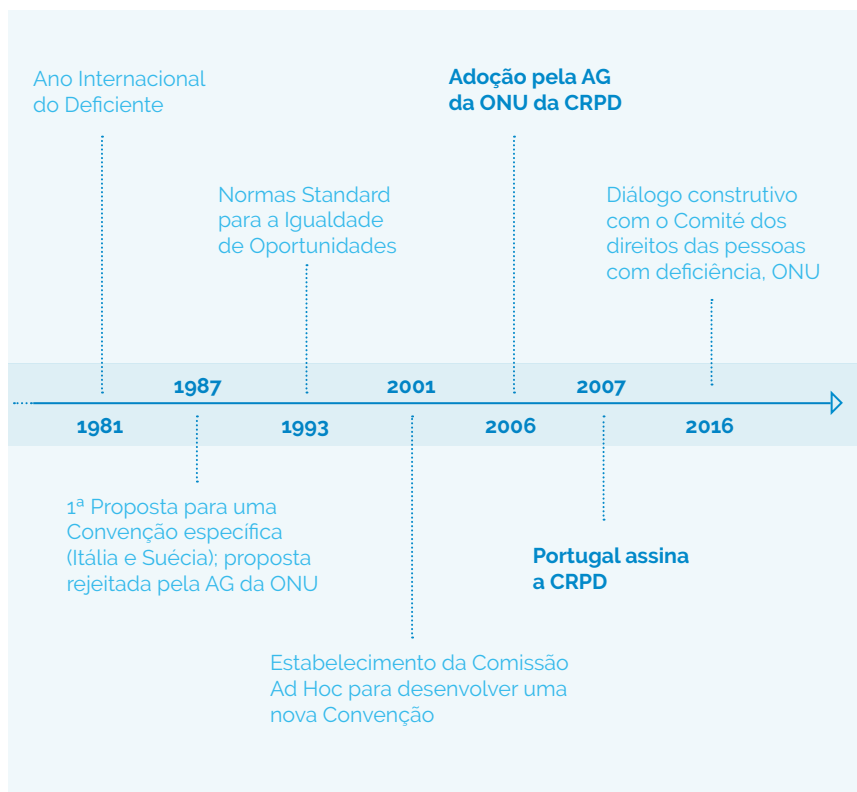 Ano Internacional
do Deficiente
Adoção pela AG
da ONU da CRPD
Normas Standard
para a Igualdade
de Oportunidades
Diálogo construtivo
com o Comité dos
direitos das pessoas
com deficiência, ONU
1987
2001
2007
1981
1993
2006
2016
1ª Proposta para uma
Convenção específica
(Itália e Suécia); proposta
rejeitada pela AG da ONU
Portugal assina
a CRPD
Estabelecimento da Comissão
Ad Hoc para desenvolver uma
nova Convenção